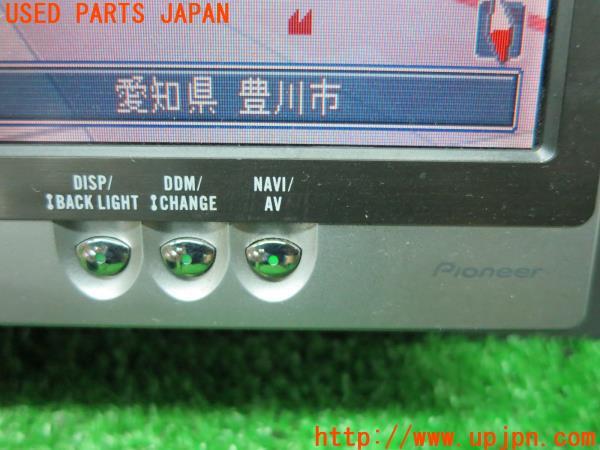 USED PARTS JAPAN
愛知県 豊川市
DISP/
↕BACK LIGHT
DDM/
↕CHANGE
NAVI/
AV
Pioneer
http://www.upjpn.com